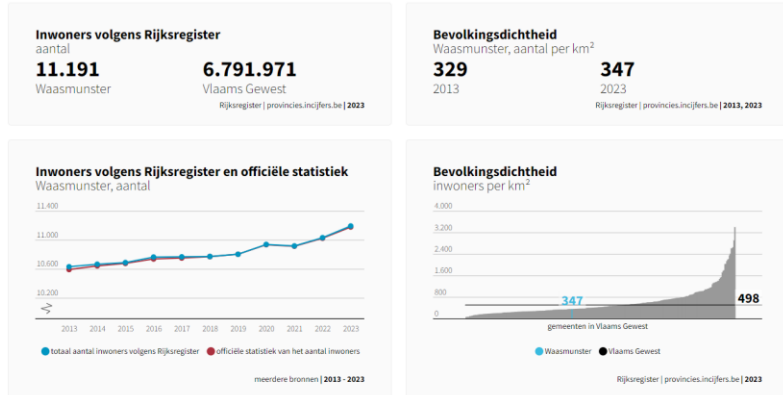 Inwoners volgens Rijksregister
aantal
11.191
6.791.971
Waasmunster
Vlaams Gewest
Rijksregister | provincies.incijfers.be | 2023
Bevolkingsdichtheid
Waasmunster, aantal per km²
329
347
2013
2023
Rijksregister | provincies.incijfers.be | 2013, 2023
Inwoners volgens Rijksregister en officiële statistiek
Waasmunster, aantal
11.400
11.000
10.600
10.200
2013 2014 2015 2016 2017 2018 2019 2020 2021 2022 2023
totaal aantal inwoners volgens Rijksregister officiële statistiek van het aantal inwoners
meerdere bronnen | 2013 - 2023
Bevolkingsdichtheid
inwoners per km²
4.000
3.200
2.400
1.600
800
347
498
0
gemeenten in Vlaams Gewest
Waasmunster Vlaams Gewest
Rijksregister | provincies.incijfers.be | 2023